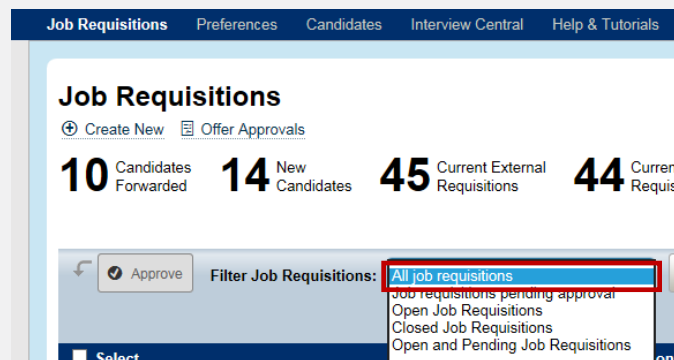 Job Requisitions Preferences Candidates Interview Central Help & Tutorials
Job Requisitions
Create New Offer Approvals
10 Candidates Forwarded 14 New Candidates 45 Current External Requisitions 44
Approve Filter Job Requisitions: All job requisitions
Job requisitions pending approval
Open Job Requisitions
Closed Job Requisitions
Open and Pending Job Requisitions
Select